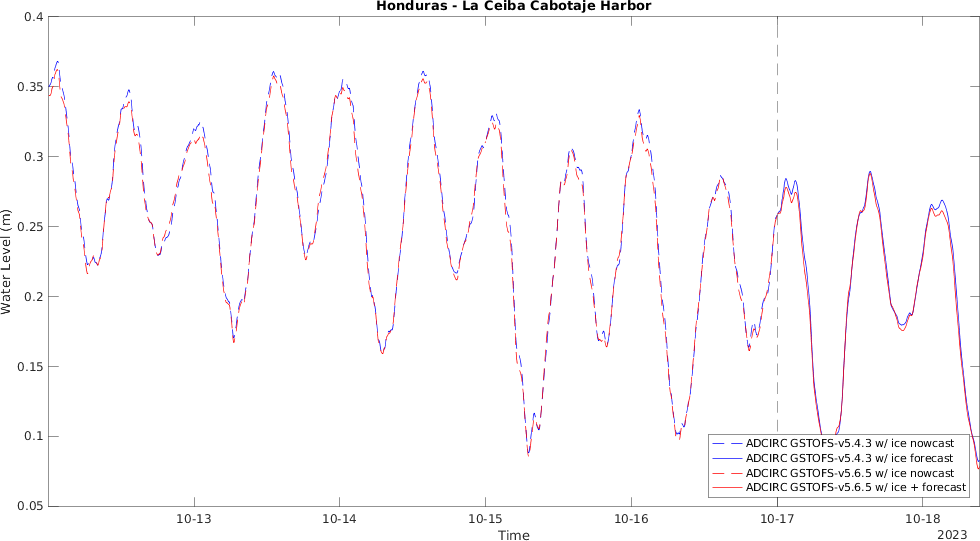 Honduras - La Ceiba Cabotaje Harbor
0.4
0.35
0.3
0.25
0.2
0.15
0.1
0.05
Water Level (m)
10-13
10-14
10-15
10-16
10-17
10-18
Time
2023
ADCIRC GSTOFS-v5.4.3 w/ ice nowcast
ADCIRC GSTOFS-v5.4.3 w/ ice forecast
ADCIRC GSTOFS-v5.6.5 w/ ice nowcast
ADCIRC GSTOFS-v5.6.5 w/ ice + forecast